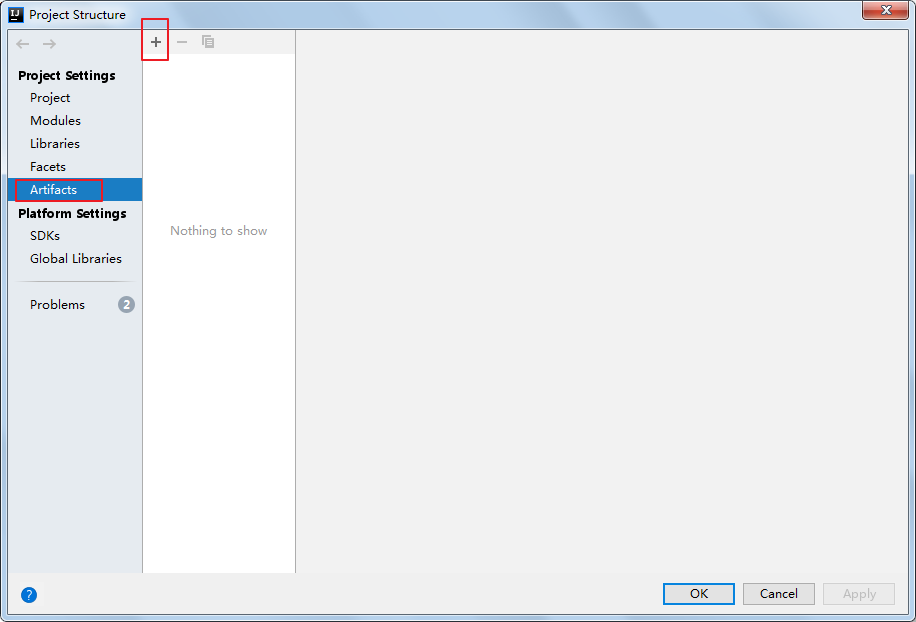 Project Structure
Project Settings
Project
Modules
Libraries
Facets
Artifacts
Platform Settings
SDKs
Global Libraries
Problems 2
Nothing to show
?
OK Cancel Apply